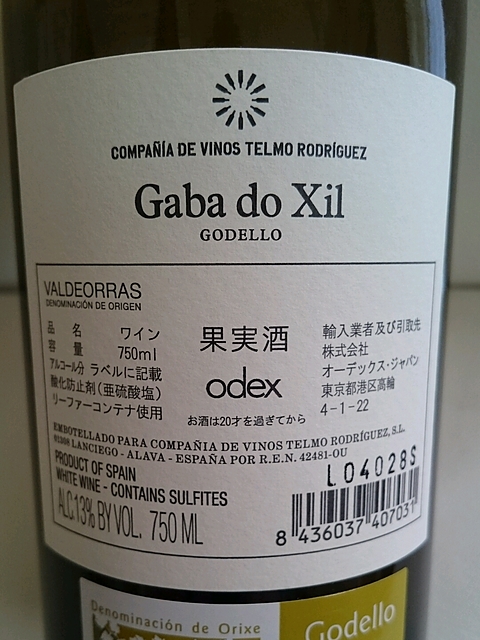 COMPAÑÍA DE VINOS TELMO RODRÍGUEZ
Gaba do Xil
GODELLO
VALDEORRAS
DENOMINACIÓN DE ORIGEN
品 名 ワイン
容 量 750ml
アルコール分 ラベルに記載
酸化防止剤(亜硫酸塩)
リーファーコンテナ使用
果実酒
odex
お酒は20才を過ぎてから
輸入業者及び引取先
株式会社
オーデックス・ジャパン
東京都港区高輪
4-1-22
EMBOTELLADO PARA COMPAÑÍA DE VINOS TELMO RODRÍGUEZ, S.L.
01308 LANCIEGO - ALAVA - ESPAÑA POR R.E.N. 42481-OU
PRODUCT OF SPAIN
WHITE WINE - CONTAINS SULFITES
ALC.13% BY VOL. 750 ML
L04028S
8 436037 407031
Denominación de Orixe
Godello